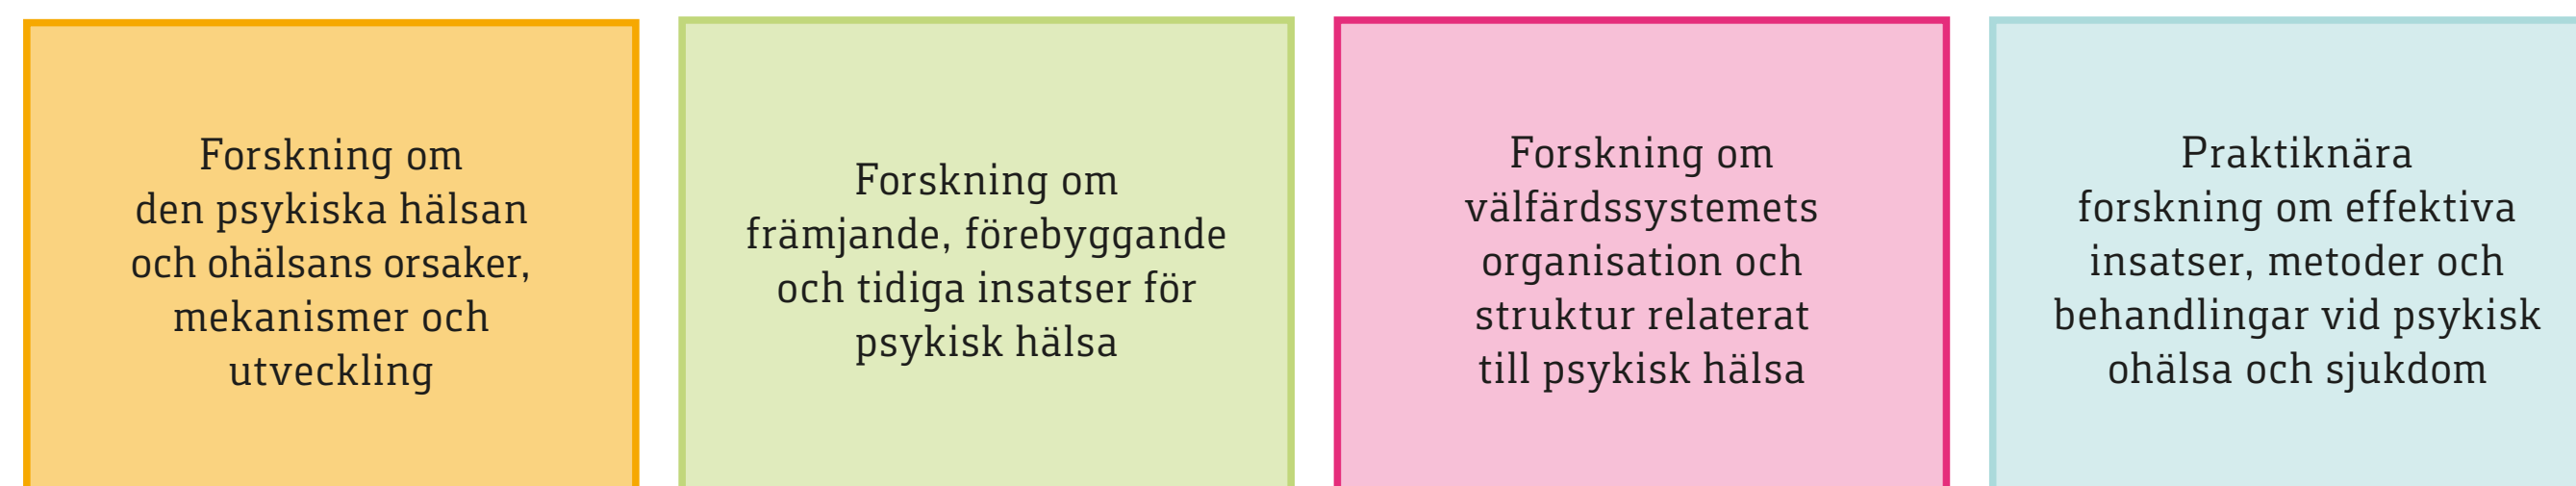 Forskning om
den psykiska hälsan
och ohälsans orsaker,
mekanismer och
utveckling
Forskning om
främjande, förebyggande
och tidiga insatser för
psykisk hälsa
Forskning om
välfärdssystemets
organisation och
struktur relaterat
till psykisk hälsa
Praktiknära
forskning om effektiva
insatser, metoder och
behandlingar vid psykisk
ohälsa och sjukdom